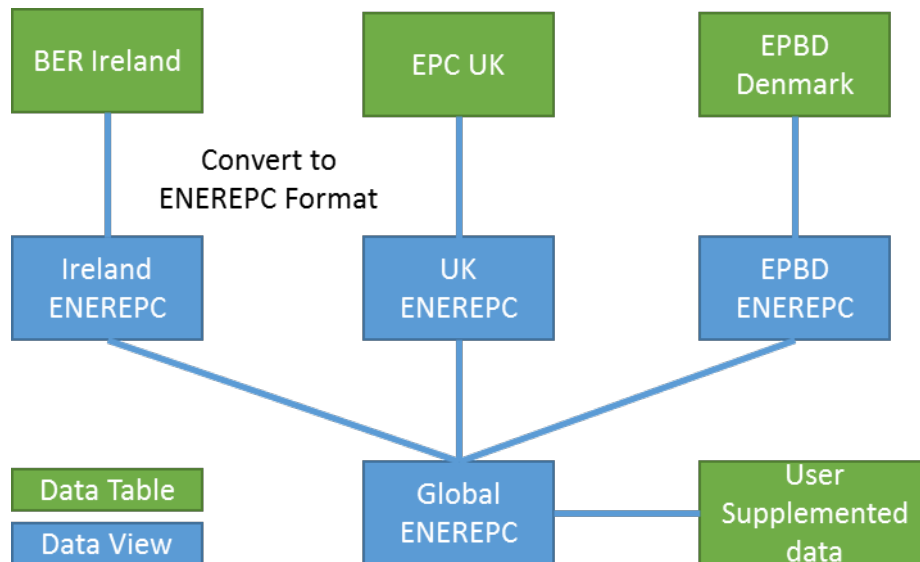 BER Ireland
EPC UK
EPBD
Denmark
Convert to
ENEREPC Format
Ireland
ENEREPC
UK
ENEREPC
EPBD
ENEREPC
Data Table
Data View
Global
ENEREPC
User
Supplemented
data